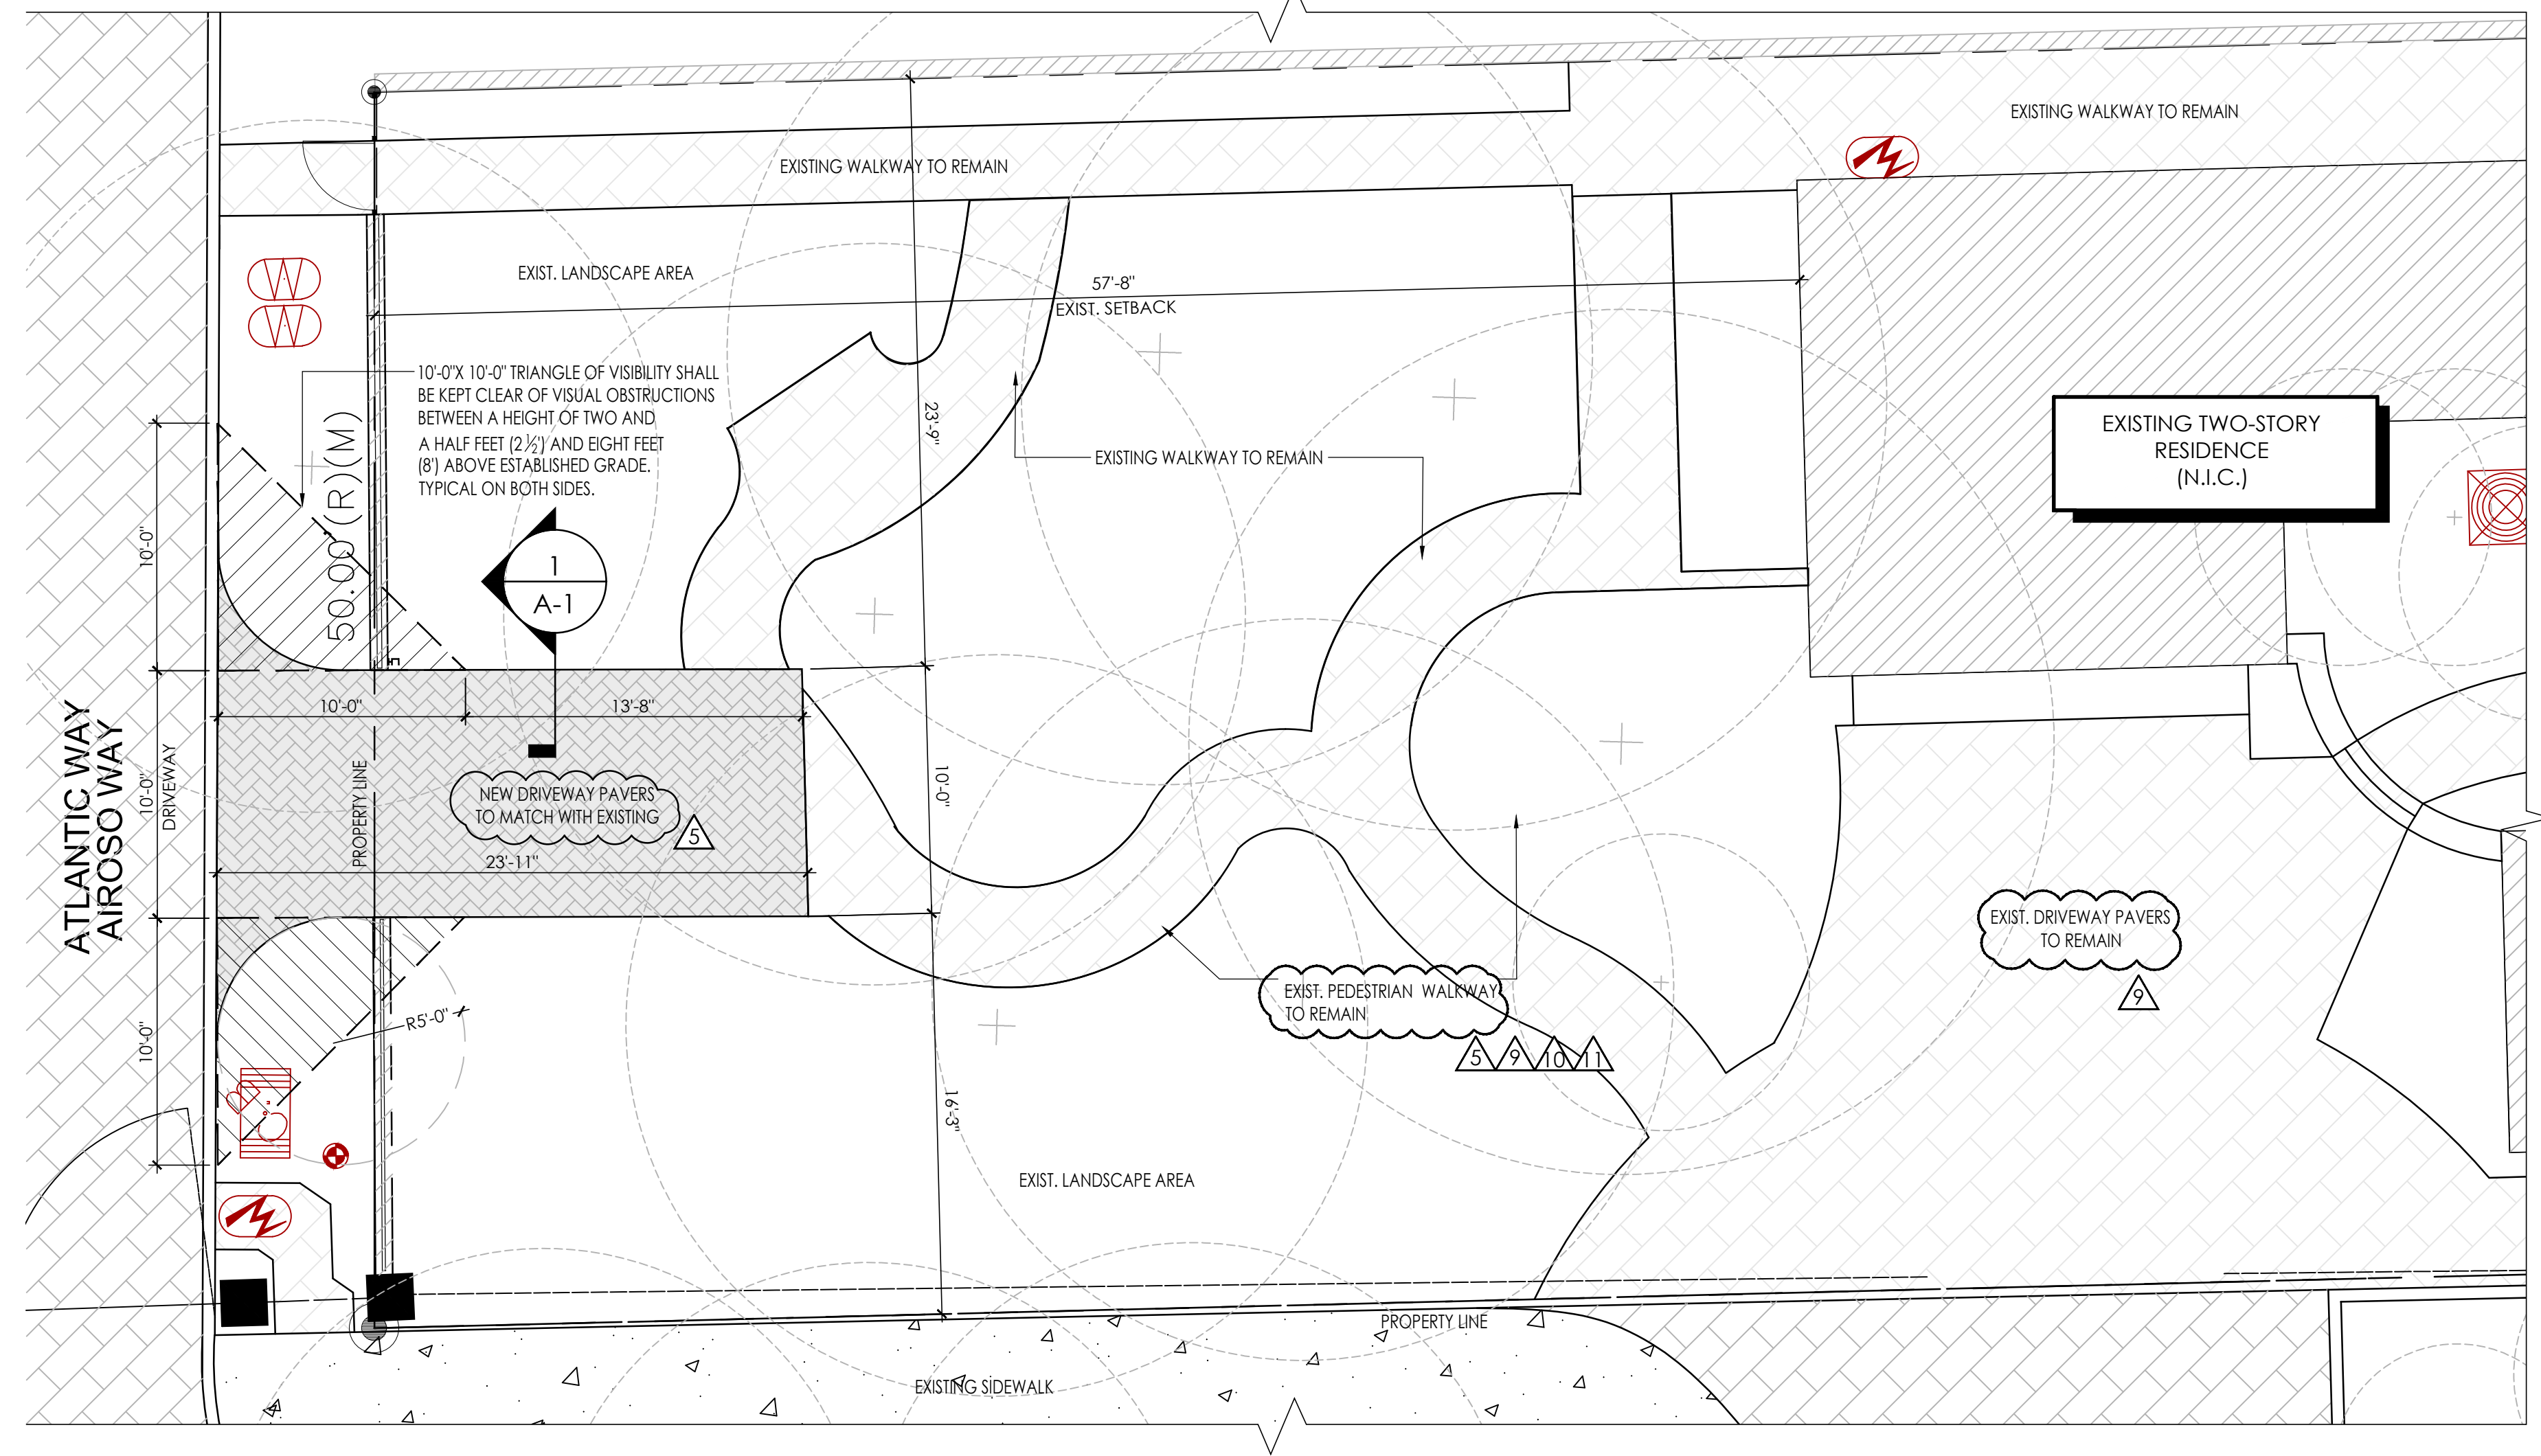 EXISTING WALKWAY TO REMAIN
EXISTING WALKWAY TO REMAIN
EXIST. LANDSCAPE AREA
57'-8"
EXIST. SETBACK
10'-0"X 10'-0" TRIANGLE OF VISIBILITY SHALL
BE KEPT CLEAR OF VISUAL OBSTRUCTIONS
BETWEEN A HEIGHT OF TWO AND
A HALF FEET (2 ½') AND EIGHT FEET
(8') ABOVE ESTABLISHED GRADE.
TYPICAL ON BOTH SIDES.
23'-9"
EXISTING WALKWAY TO REMAIN
EXISTING TWO-STORY
RESIDENCE
(N.I.C.)
50.00'(R)(M)
10'-0"
1
A-1
10'-0"
13'-8"
ATLANTIC WAY
AIROSO WAY
10'-0"
DRIVEWAY
PROPERTY LINE
NEW DRIVEWAY PAVERS
TO MATCH WITH EXISTING
5
23'-11"
10'-0"
EXIST. DRIVEWAY PAVERS
TO REMAIN
9
EXIST. PEDESTRIAN WALKWAY
TO REMAIN
5 9 10 11
R5'-0"
10'-0"
16'-3"
EXIST. LANDSCAPE AREA
PROPERTY LINE
EXISTING SIDEWALK